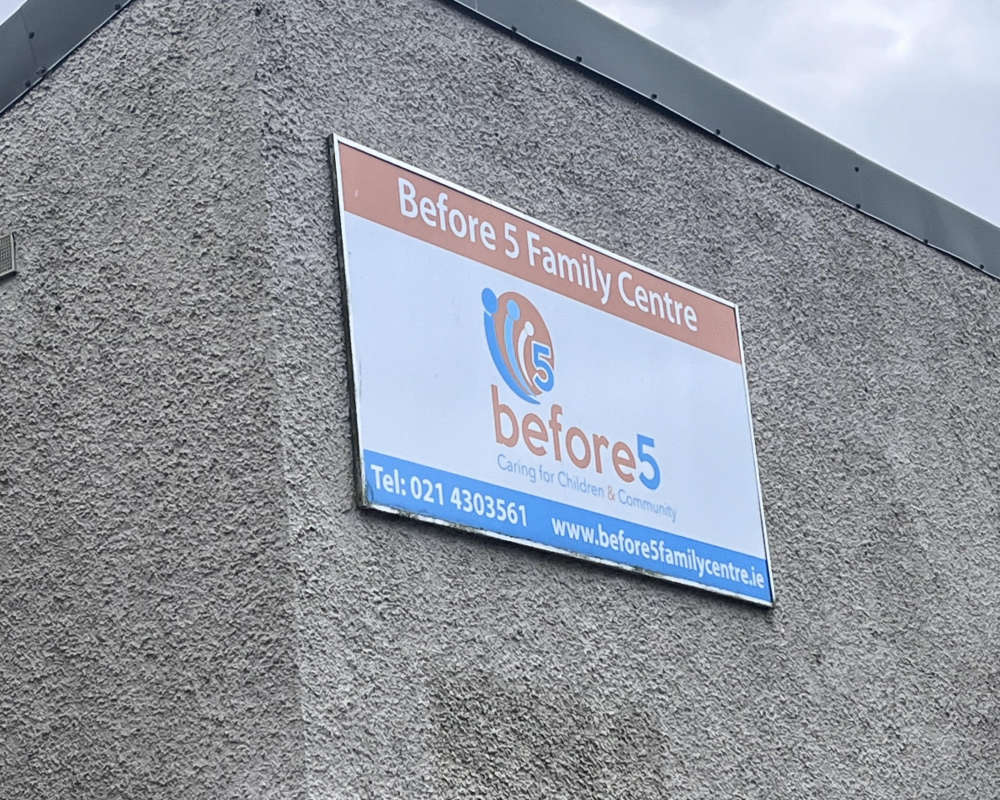 Before 5 Family Centre
5
before5
Caring for Children & Community
Tel: 021 4303561 www.before5familycentre.ie